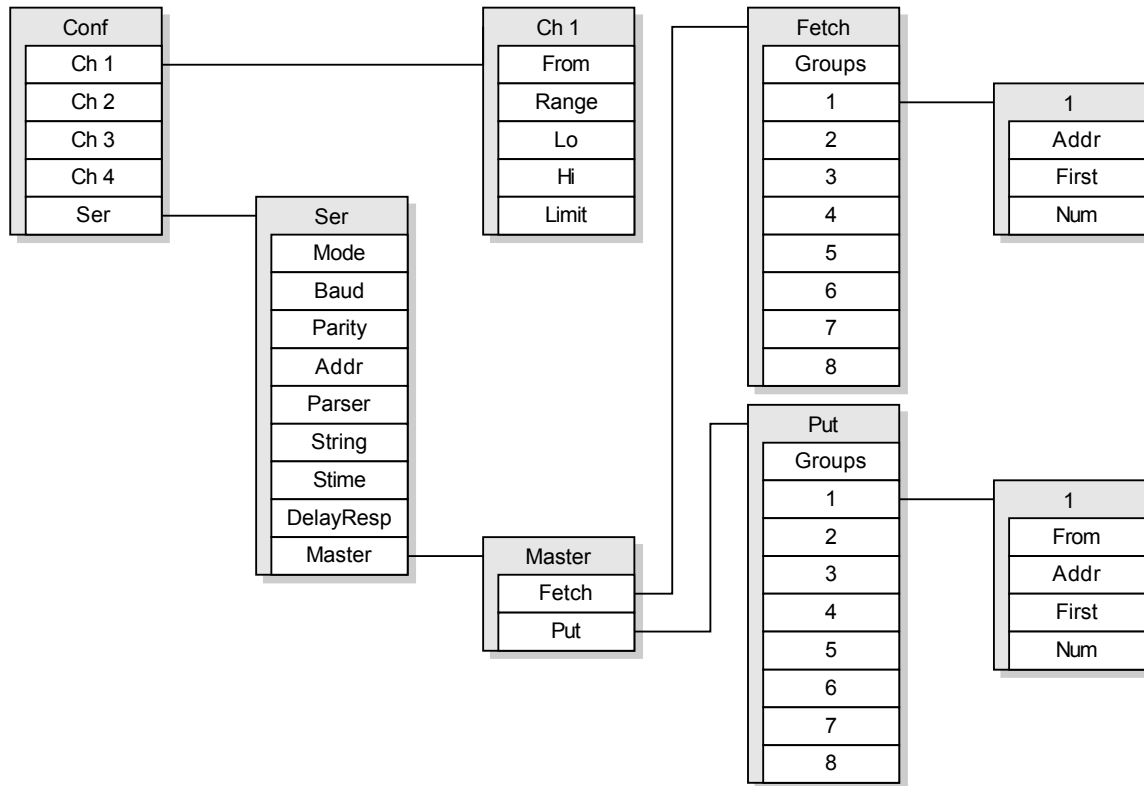 Conf
Ch 1
Ch 2
Ch 3
Ch 4
Ser
Ser
Mode
Baud
Parity
Addr
Parser
String
Stime
DelayResp
Master
Ch 1
From
Range
Lo
Hi
Limit
Master
Fetch
Put
Fetch
Groups
1
2
3
4
5
6
7
8
1
Addr
First
Num
Put
Groups
1
2
3
4
5
6
7
8
1
From
Addr
First
Num